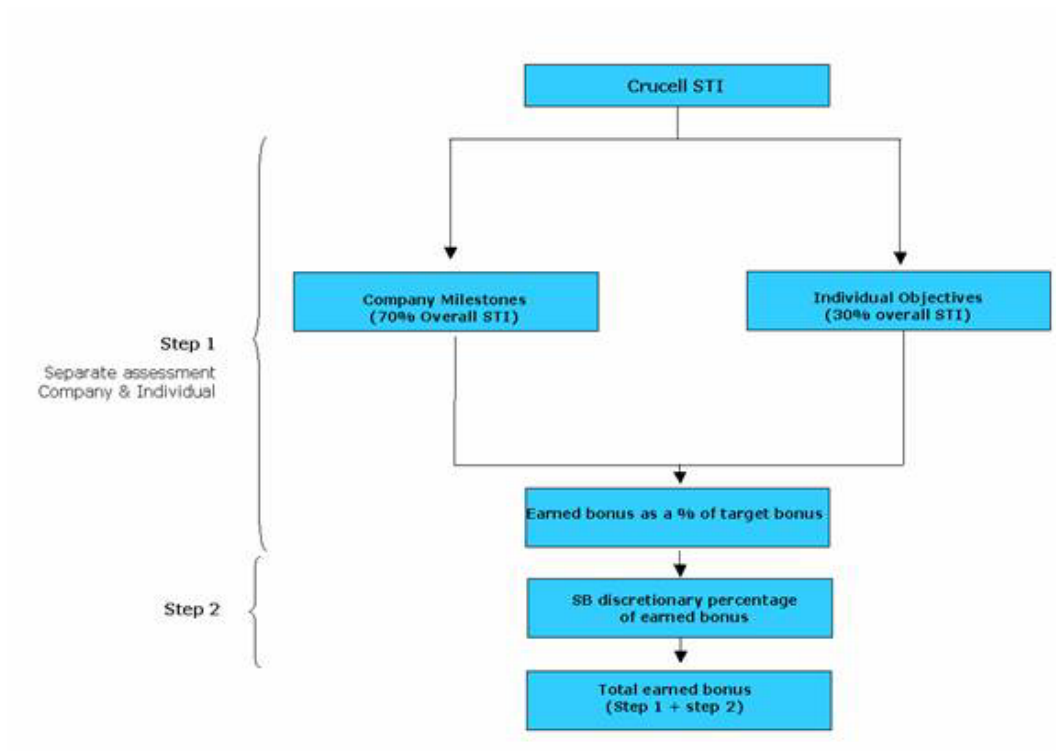 Crucell STI
Company Milestones
(70% Overall STI)
Individual Objectives
(30% overall STI)
Step 1
Separate assessment
Company & Individual
Earned bonus as a % of target bonus
Step 2
SB discretionary percentage
of earned bonus
Total earned bonus
(Step 1 + step 2)